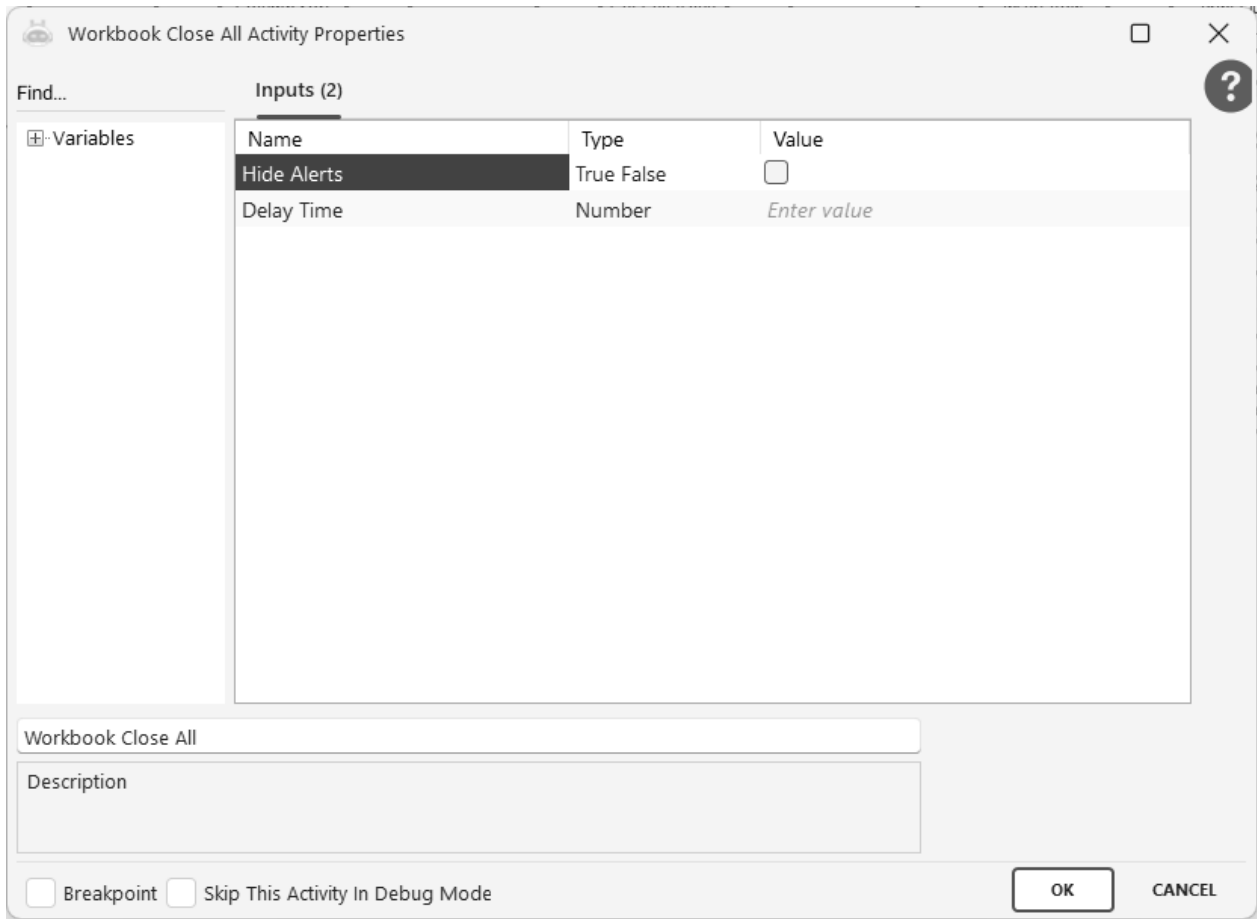 Workbook Close All Activity Properties
?
Find...
Inputs (2)
Variables
Name Type Value
Hide Alerts True False
Delay Time Number Enter value
Workbook Close All
Description
Breakpoint Skip This Activity In Debug Mode
OK CANCEL